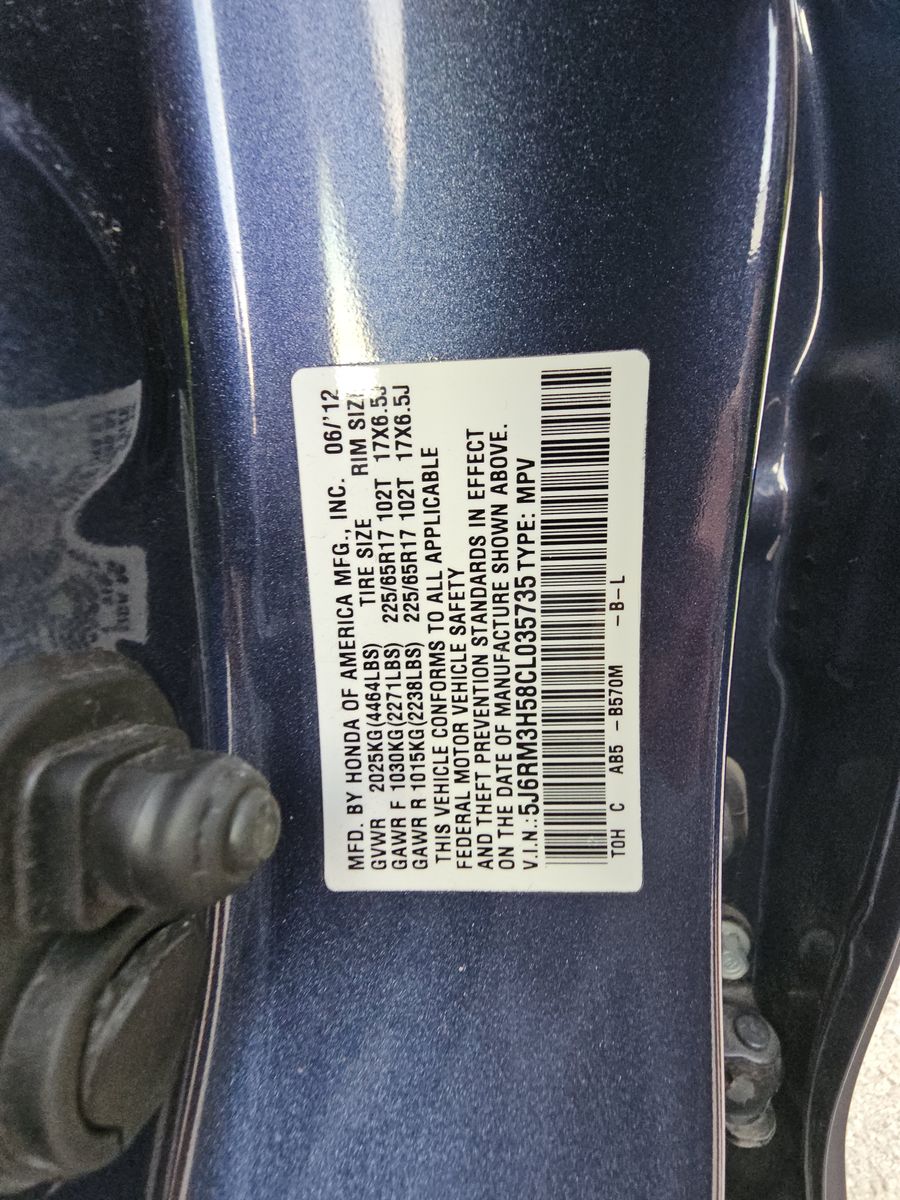 MFD. BY HONDA OF AMERICA MFG., INC. 06/'12
GVWR 2025KG(4464LBS) TIRE SIZE RIM SIZE
GAWR F 1030KG(2271LBS) 225/65R17 102T 17X6.5J
GAWR R 1015KG(2238LBS) 225/65R17 102T 17X6.5J
THIS VEHICLE CONFORMS TO ALL APPLICABLE
FEDERAL MOTOR VEHICLE SAFETY
AND THEFT PREVENTION STANDARDS IN EFFECT
ON THE DATE OF MANUFACTURE SHOWN ABOVE.
V.I.N.: 5J6RM3H58CL035735 TYPE: MPV
TOH C AB5 -B570M -B-L